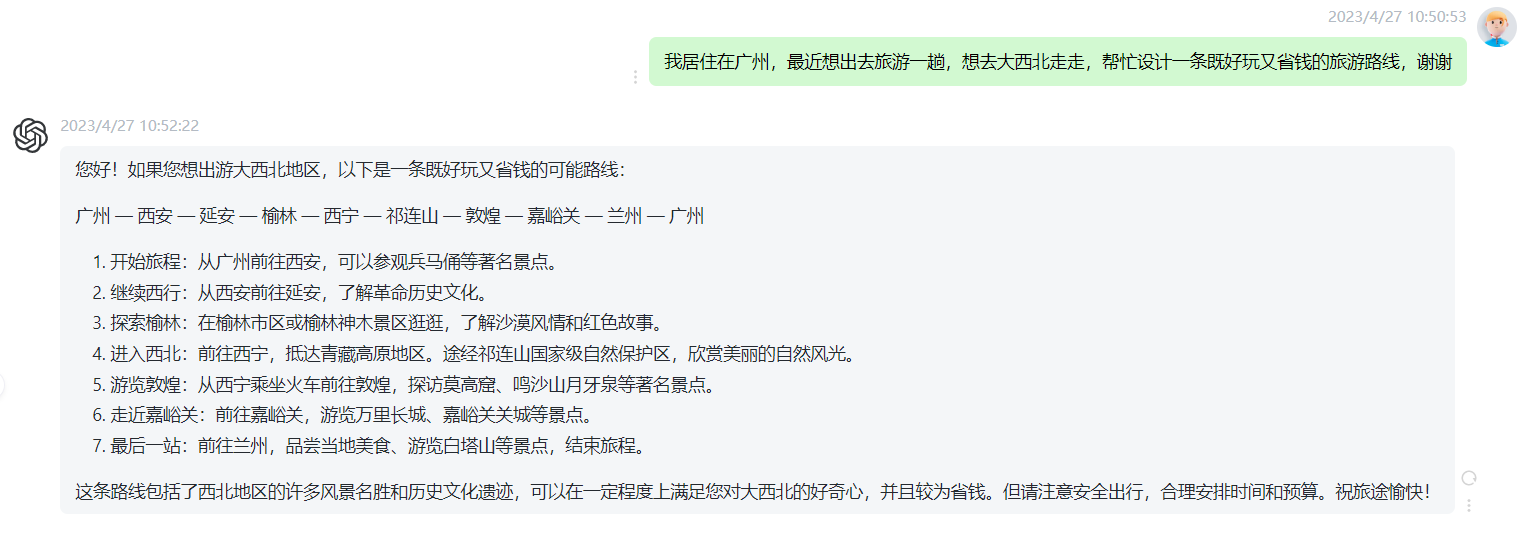 2023/4/27 10:50:53
我居住在广州，最近想出去旅游一趟，想去大西北走走，帮忙设计一条既好玩又省钱的旅游路线，谢谢
2023/4/27 10:52:22
您好！如果您想出游大西北地区，以下是一条既好玩又省钱的可能路线：
广州 — 西安 — 延安 — 榆林 — 西宁 — 祁连山 — 敦煌 — 嘉峪关 — 兰州 — 广州
1. 开始旅程：从广州前往西安，可以参观兵马俑等著名景点。
2. 继续西行：从西安前往延安，了解革命历史文化。
3. 探索榆林：在榆林市区或榆林神木景区逛逛，了解沙漠风情和红色故事。
4. 进入西北：前往西宁，抵达青藏高原地区。途经祁连山国家级自然保护区，欣赏美丽的自然风光。
5. 游览敦煌：从西宁乘坐火车前往敦煌，探访莫高窟、鸣沙山月牙泉等著名景点。
6. 走近嘉峪关：前往嘉峪关，游览万里长城、嘉峪关关城等景点。
7. 最后一站：前往兰州，品尝当地美食、游览白塔山等景点，结束旅程。
这条路线包括了西北地区的许多风景名胜和历史文化遗迹，可以在一定程度上满足您对大西北的好奇心，并且较为省钱。但请注意安全出行，合理安排时间和预算。祝旅途愉快！